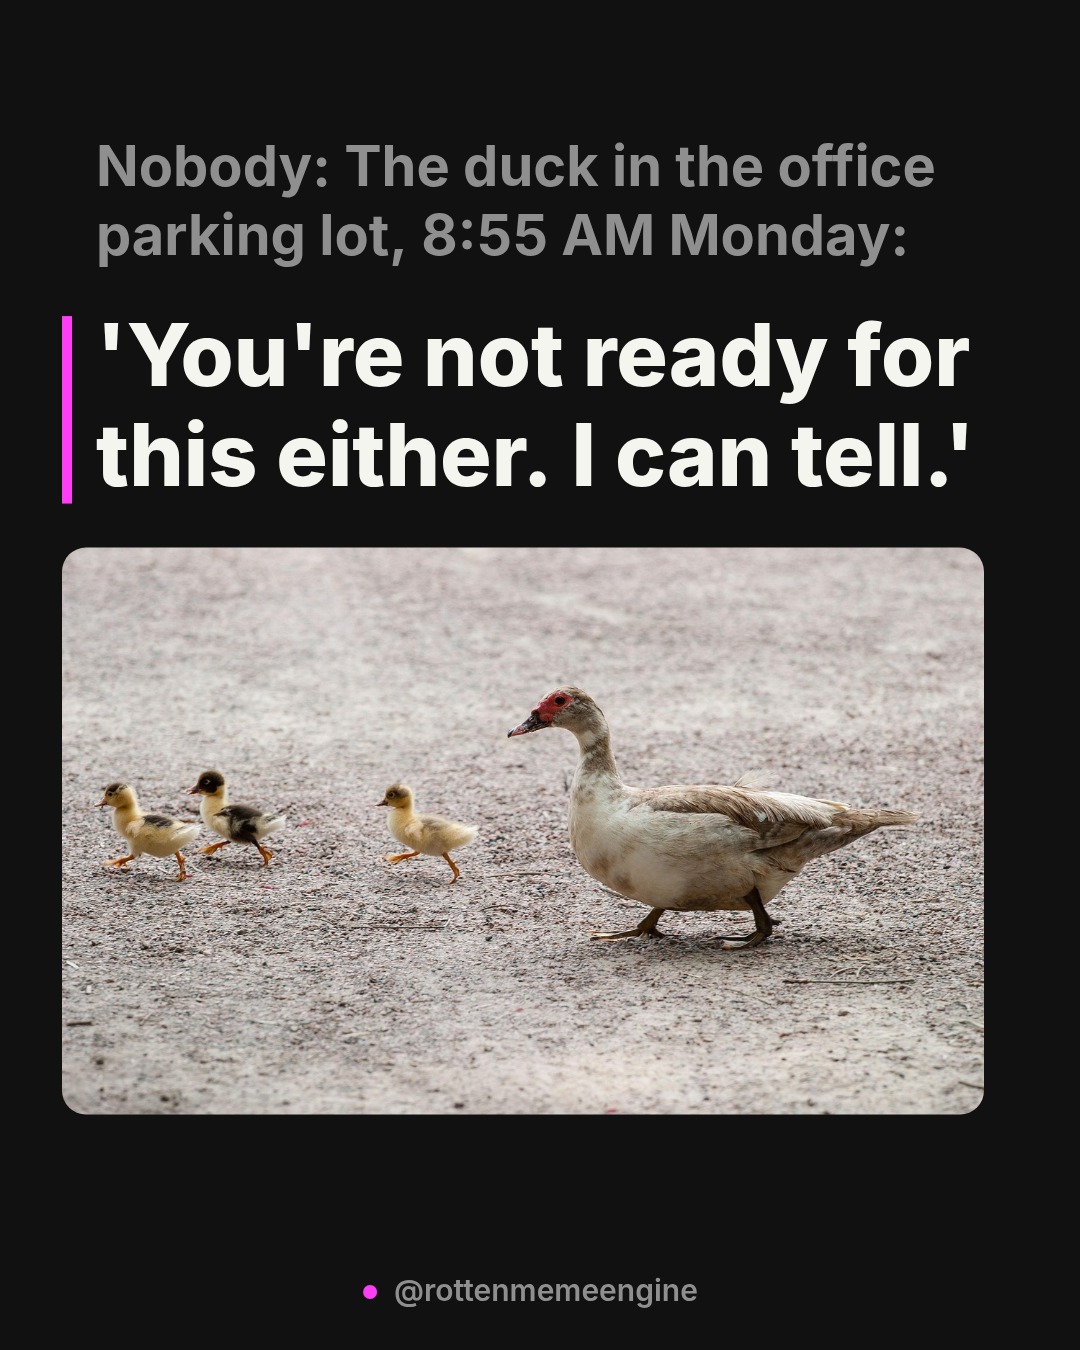 Nobody: The duck in the office
parking lot, 8:55 AM Monday:
'You're not ready for
this either. I can tell.'
@rottenmemeengine